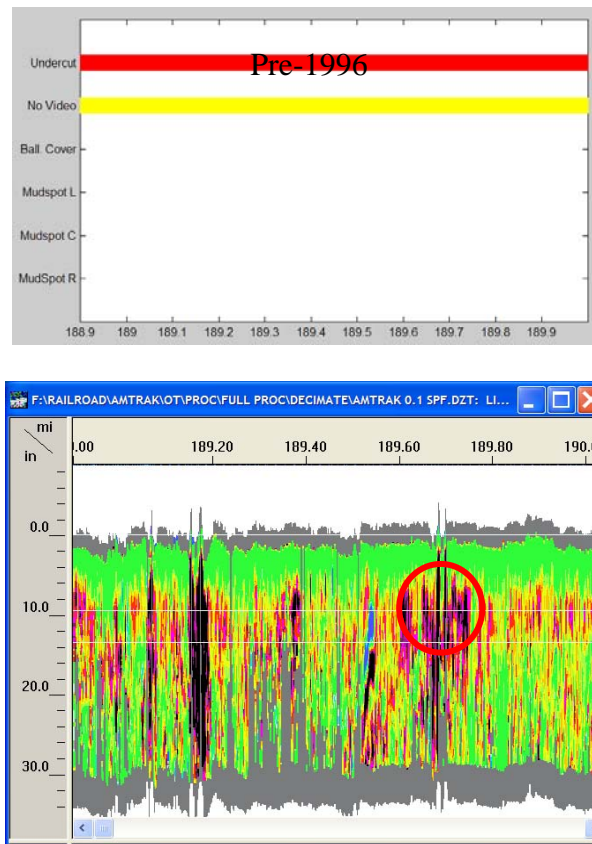 Undercut
Pre-1996
No Video
Ball. Cover
Mudspot L
Mudspot C
MudSpot R
188.9 189 189.1 189.2 189.3 189.4 189.5 189.6 189.7 189.8 189.9
F:\RAILROAD\AMTRAK\OT\PROC\FULL PROC\DECIMATE\AMTRAK 0.1 SPF.DZT: LI...
mi
in
.00 189.20 189.40 189.60 189.80 190.
0.0
10.0
20.0
30.0